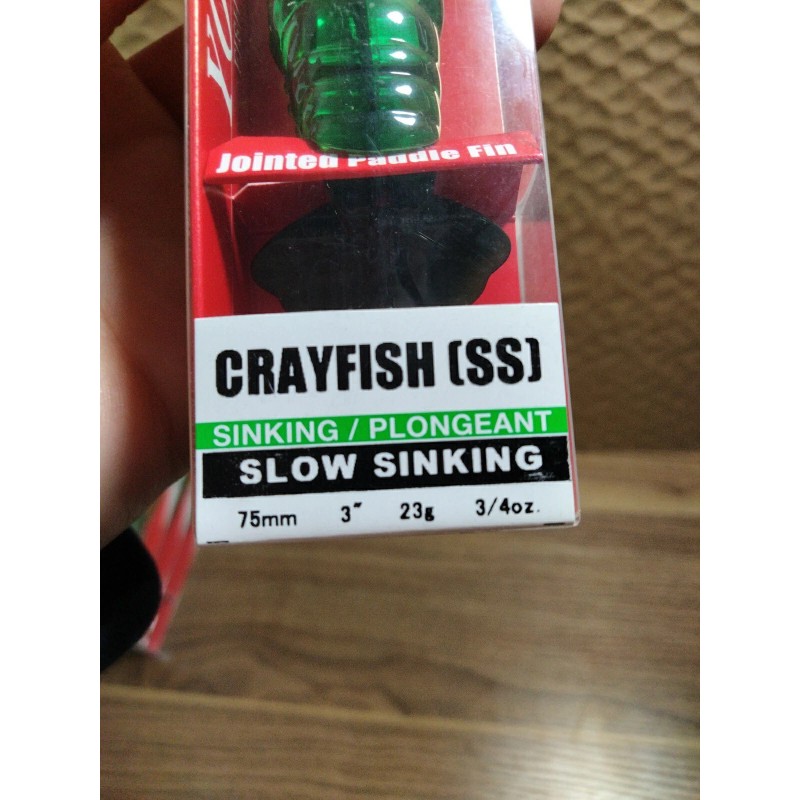 Jointed Paddle Fin
CRAYFISH (SS)
SINKING / PLONGEANT
SLOW SINKING
75mm 3" 23g 3/4oz.